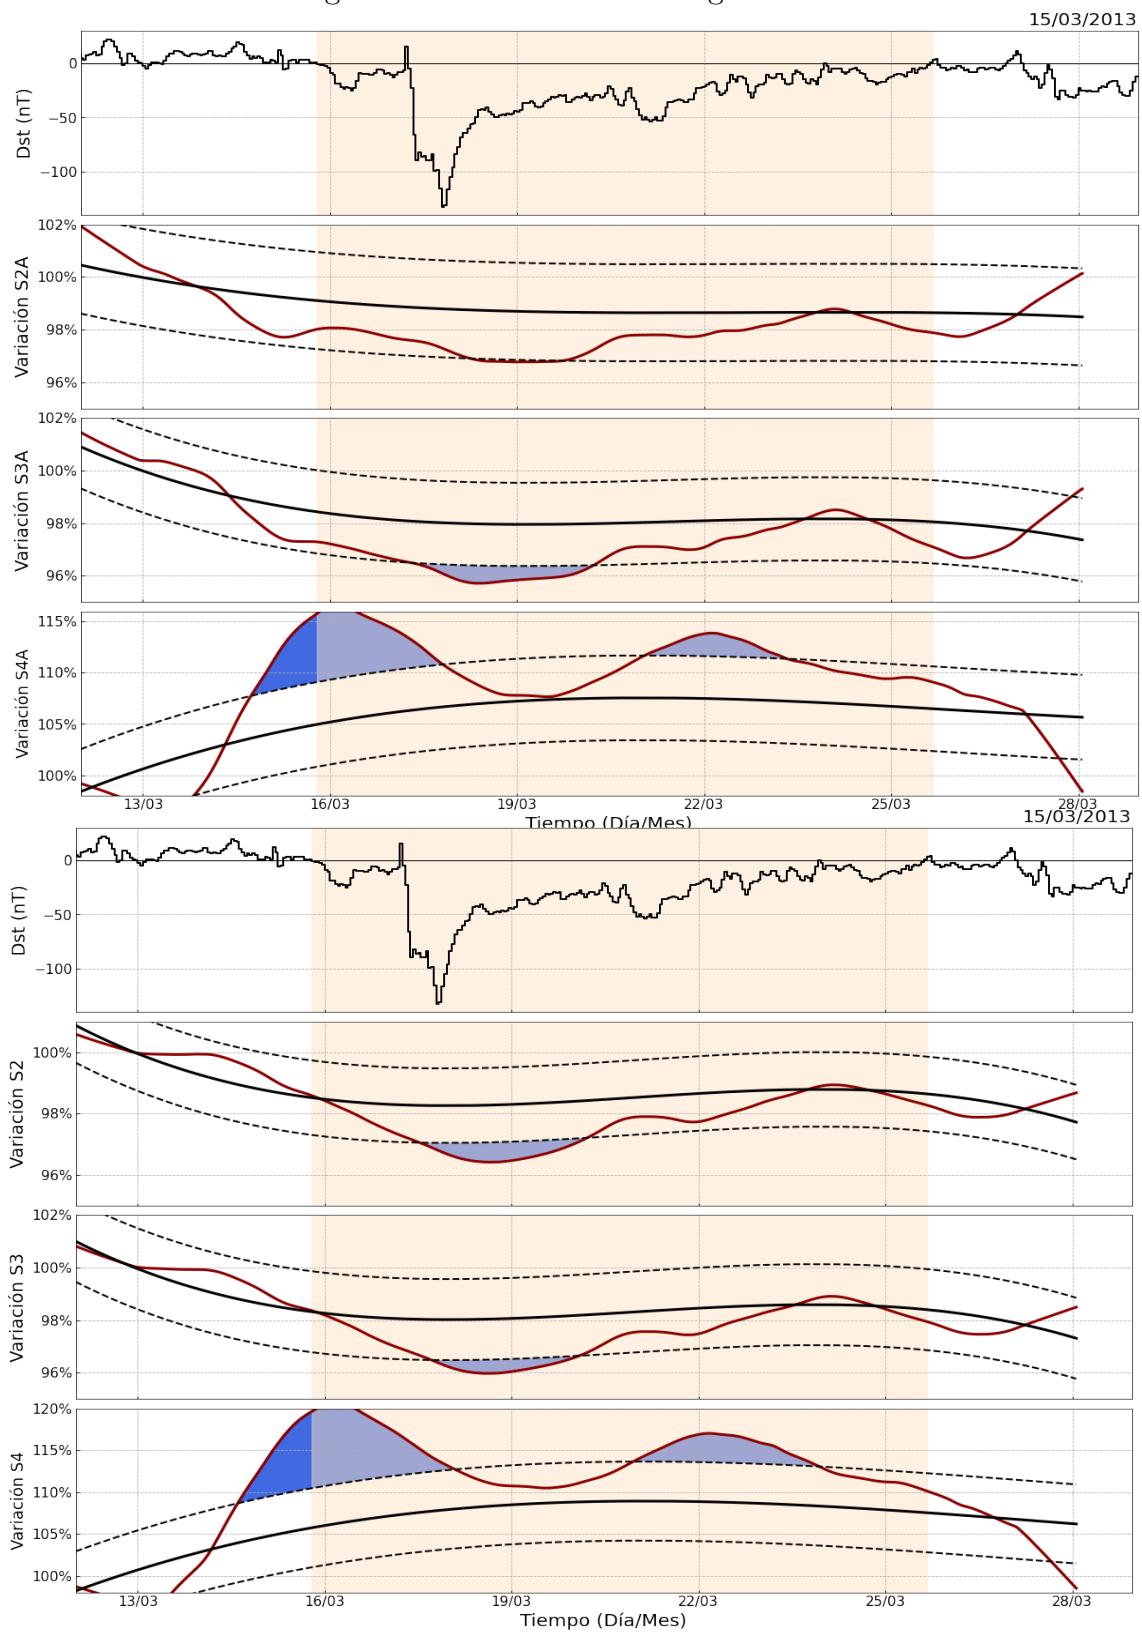 15/03/2013
0
−50
−100
Dst (nT)
102%
100%
98%
96%
Variación S2A
102%
100%
98%
96%
Variación S3A
115%
110%
105%
100%
Variación S4A
13/03 16/03 19/03 22/03 25/03 28/03
Tiempo (Día/Mes)
15/03/2013
0
−50
−100
Dst (nT)
100%
98%
96%
Variación S2
102%
100%
98%
96%
Variación S3
120%
115%
110%
105%
100%
Variación S4
13/03 16/03 19/03 22/03 25/03 28/03
Tiempo (Día/Mes)